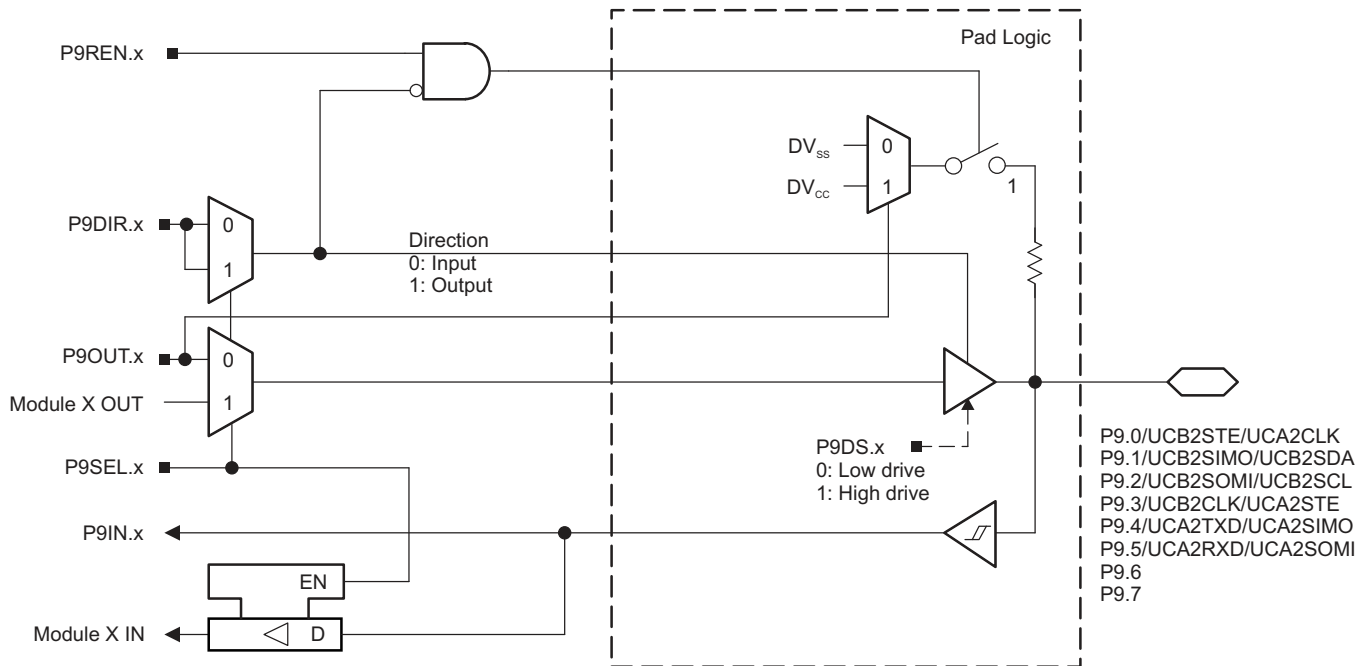 Pad Logic
P9REN.x
DVSS
0
DVCC
1
1
P9DIR.x
0
1
Direction
0: Input
1: Output
P9OUT.x
0
Module X OUT
1
P9SEL.x
P9DS.x
0: Low drive
1: High drive
P9IN.x
EN
Module X IN
D
P9.0/UCB2STE/UCA2CLK
P9.1/UCB2SIMO/UCB2SDA
P9.2/UCB2SOMI/UCB2SCL
P9.3/UCB2CLK/UCA2STE
P9.4/UCA2TXD/UCA2SIMO
P9.5/UCA2RXD/UCA2SOMI
P9.6
P9.7